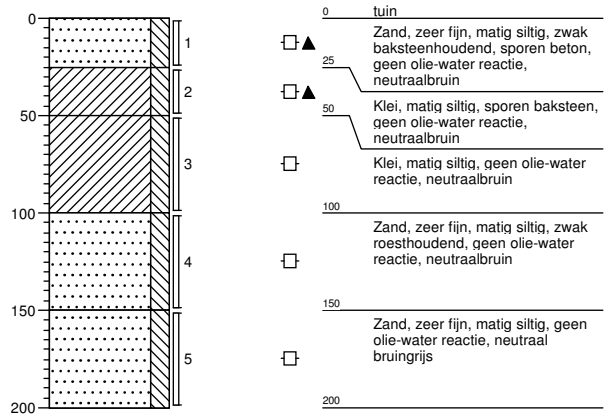 0
50
100
150
200
1
2
3
4
5
0 tuin
Zand, zeer fijn, matig siltig, zwak
baksteenhoudend, sporen beton,
geen olie-water reactie,
neutraalbruin
25
Klei, matig siltig, sporen baksteen,
geen olie-water reactie,
neutraalbruin
50
Klei, matig siltig, geen olie-water
reactie, neutraalbruin
100
Zand, zeer fijn, matig siltig, zwak
roesthoudend, geen olie-water
reactie, neutraalbruin
150
Zand, zeer fijn, matig siltig, geen
olie-water reactie, neutraal
bruingrijs
200